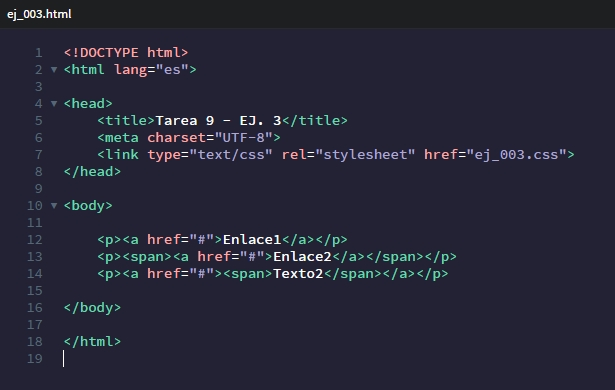 ej_003.html
1 <!DOCTYPE html>
2 <html lang="es">
3
4 <head>
5     <title>Tarea 9 - EJ. 3</title>
6     <meta charset="UTF-8">
7     <link type="text/css" rel="stylesheet" href="ej_003.css">
8 </head>
9
10 <body>
11
12     <p><a href="#">Enlace1</a></p>
13     <p><span><a href="#">Enlace2</a></span></p>
14     <p><a href="#"><span>Texto2</span></a></p>
15
16 </body>
17
18 </html>
19